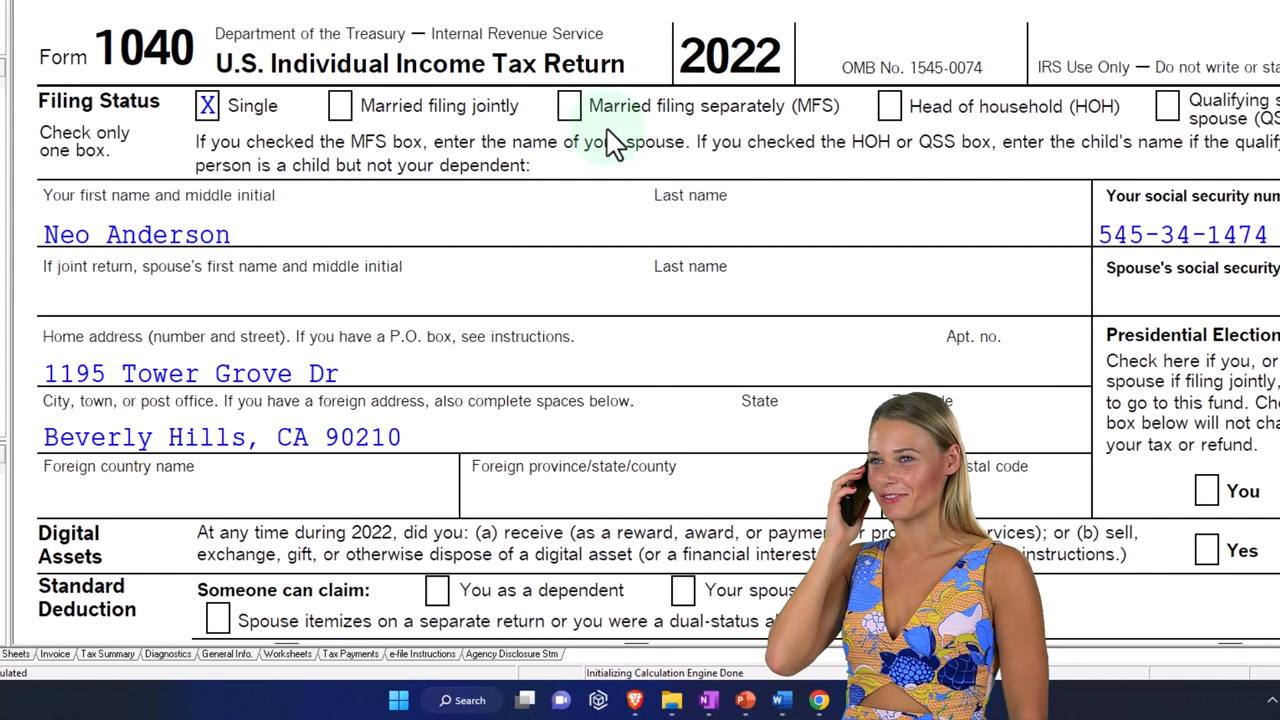 Form 1040
Department of the Treasury — Internal Revenue Service
U.S. Individual Income Tax Return
2022
OMB No. 1545-0074
IRS Use Only — Do not write or sta
Filing Status
Check only
one box.
X Single Married filing jointly Married filing separately (MFS) Head of household (HOH) Qualifying s
spouse (QS
If you checked the MFS box, enter the name of your spouse. If you checked the HOH or QSS box, enter the child's name if the qualify
person is a child but not your dependent:
Your first name and middle initial Last name Your social security num
Neo Anderson 545-34-1474
If joint return, spouse's first name and middle initial Last name Spouse's social security
Home address (number and street). If you have a P.O. box, see instructions. Apt. no.
1195 Tower Grove Dr
City, town, or post office. If you have a foreign address, also complete spaces below. State
Beverly Hills, CA 90210
Foreign country name Foreign province/state/county stal code
Presidential Election
Check here if you, or
spouse if filing jointly,
to go to this fund. Che
box below will not cha
your tax or refund.
You
Digital
Assets
At any time during 2022, did you: (a) receive (as a reward, award, or payme for pro services); or (b) sell,
exchange, gift, or otherwise dispose of a digital asset (or a financial interest instructions.)
Yes
Standard
Deduction
Someone can claim: You as a dependent Your spous
Spouse itemizes on a separate return or you were a dual-status al
Sheets Invoice Tax Summary Diagnostics General Info. Worksheets Tax Payments e-file Instructions Agency Disclosure Stm
ulated Initializing Calculation Engine Done
Search